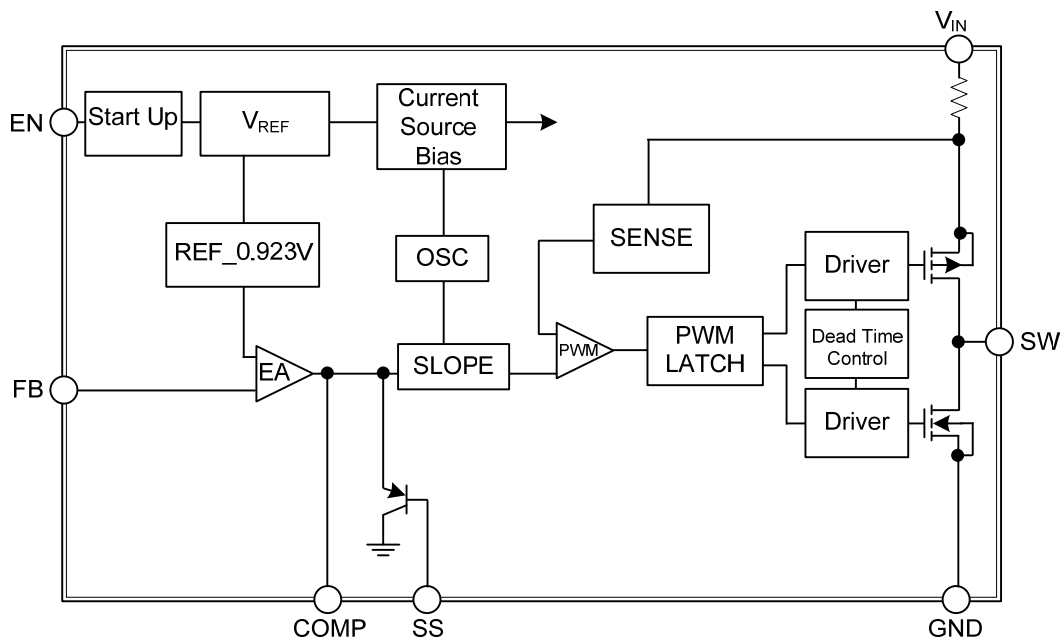 V_IN
EN
Start Up
V_REF
Current
Source
Bias
REF_0.923V
OSC
SENSE
Driver
Dead Time
Control
SW
PWM
PWM
LATCH
FB
EA
SLOPE
Driver
COMP
SS
GND